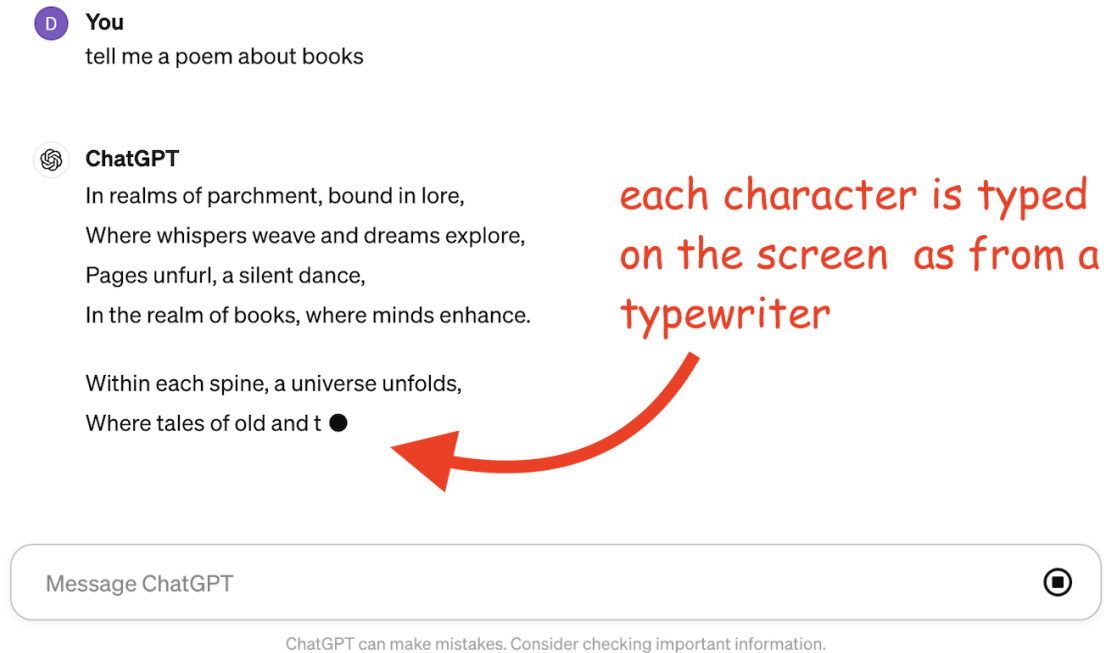 D You
tell me a poem about books
ChatGPT
In realms of parchment, bound in lore,
Where whispers weave and dreams explore,
Pages unfurl, a silent dance,
In the realm of books, where minds enhance.
Within each spine, a universe unfolds,
Where tales of old and t
each character is typed
on the screen as from a
typewriter
Message ChatGPT
ChatGPT can make mistakes. Consider checking important information.